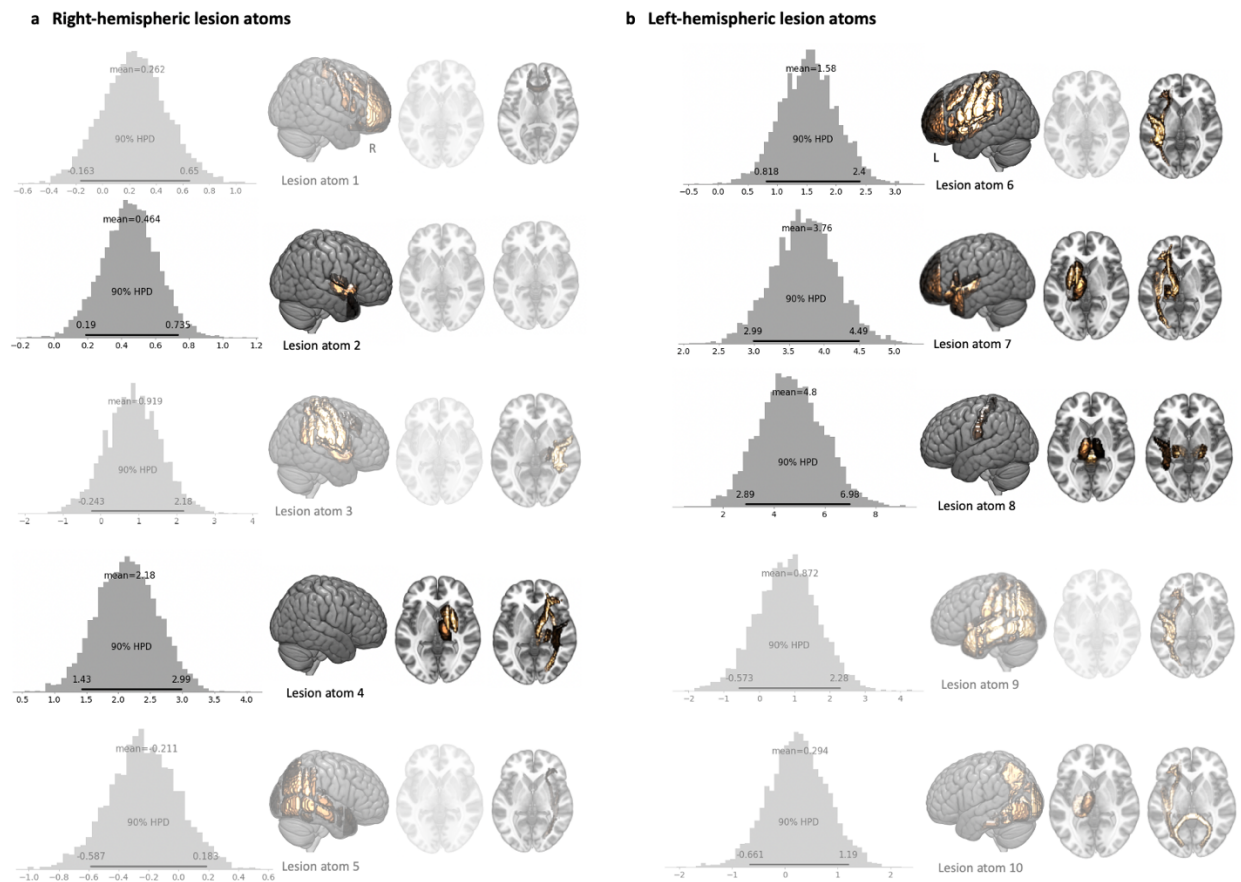 a Right-hemispheric lesion atoms
mean=0.262
90% HPD
-0.163 0.65
-0.6 -0.4 -0.2 0.0 0.2 0.4 0.6 0.8 1.0
R
Lesion atom 1
mean=0.464
90% HPD
0.19 0.735
-0.2 0.0 0.2 0.4 0.6 0.8 1.0 1.2
Lesion atom 2
mean=0.919
90% HPD
-0.243 2.18
-2 -1 0 1 2 3 4
Lesion atom 3
mean=2.18
90% HPD
1.43 2.99
0.5 1.0 1.5 2.0 2.5 3.0 3.5 4.0
Lesion atom 4
mean=-0.211
90% HPD
-0.587 0.183
-1.0 -0.8 -0.6 -0.4 -0.2 0.0 0.2 0.4 0.6
Lesion atom 5
b Left-hemispheric lesion atoms
mean=1.58
90% HPD
0.818 2.4
-0.5 0.0 0.5 1.0 1.5 2.0 2.5 3.0
L
Lesion atom 6
mean=3.76
90% HPD
2.99 4.49
2.0 2.5 3.0 3.5 4.0 4.5 5.0
Lesion atom 7
mean=4.8
90% HPD
2.89 6.98
2 4 6 8
Lesion atom 8
mean=0.872
90% HPD
-0.573 2.28
-2 -1 0 1 2 3 4
Lesion atom 9
mean=0.294
90% HPD
-0.661 1.19
-2 -1 0 1 2
Lesion atom 10